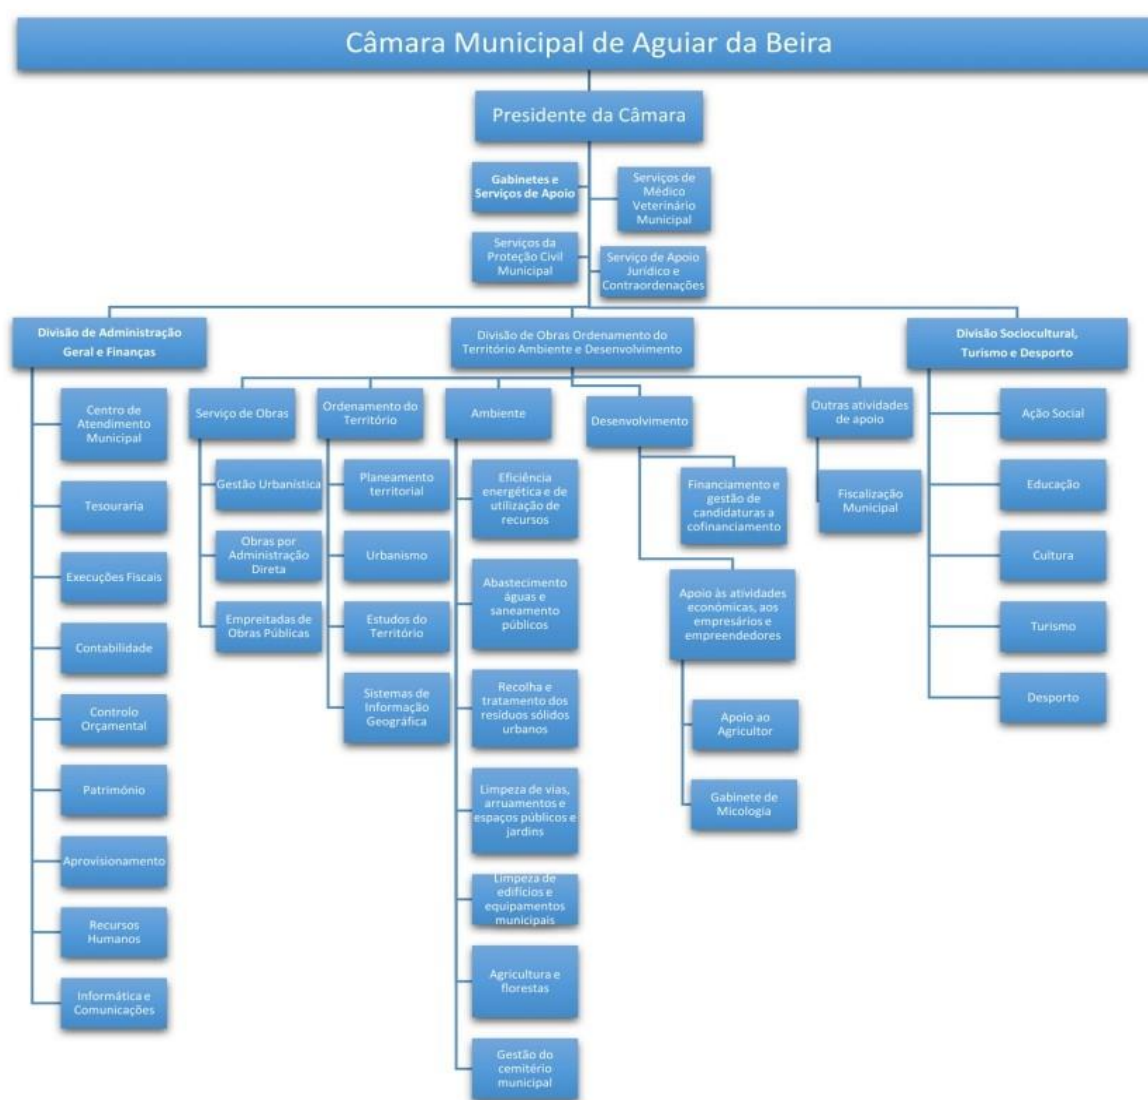 Câmara Municipal de Aguiar da Beira
Presidente da Câmara
Gabinetes e
Serviços de Apoio
Serviços de
Médico
Veterinário
Municipal
Serviços da
Proteção Civil
Municipal
Serviço de Apoio
Jurídico e
Contraordenações
Divisão de Administração
Geral e Finanças
Centro de
Atendimento
Municipal
Tesouraria
Execuções Fiscais
Contabilidade
Controlo
Orçamental
Património
Aprovisionamento
Recursos
Humanos
Informática e
Comunicações
Divisão de Obras Ordenamento do
Território Ambiente e Desenvolvimento
Serviço de Obras
Gestão Urbanística
Obras por
Administração
Direta
Empreitadas de
Obras Públicas
Ordenamento do
Território
Planeamento
territorial
Urbanismo
Estudos do
Território
Sistemas de
Informação
Geográfica
Ambiente
Eficiência
energética e de
utilização de
recursos
Abastecimento
águas e
saneamento
públicos
Recolha e
tratamento dos
resíduos sólidos
urbanos
Limpeza de vias,
arruamentos e
espaços públicos e
jardins
Limpeza de
edifícios e
equipamentos
municipais
Agricultura e
florestas
Gestão do
cemitério
municipal
Desenvolvimento
Financiamento e
gestão de
candidaturas a
cofinanciamento
Apoio às atividades
económicas, aos
empresários e
empreendedores
Apoio ao
Agricultor
Gabinete de
Micologia
Outras atividades
de apoio
Fiscalização
Municipal
Divisão Sociocultural,
Turismo e Desporto
Ação Social
Educação
Cultura
Turismo
Desporto